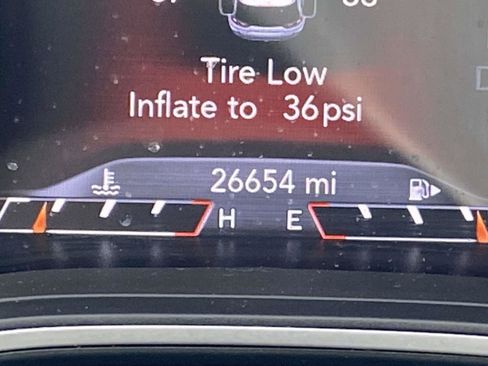 Tire Low
Inflate to 36psi
26654 mi
H E